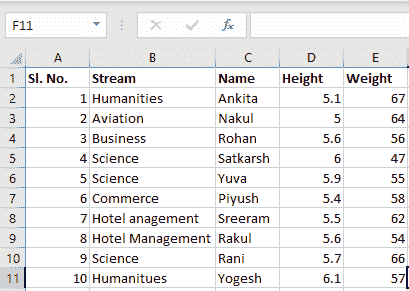 F11 fx
A B C D E
1 Sl. No. Stream Name Height Weight
2 1 Humanities Ankita 5.1 67
3 2 Aviation Nakul 5 64
4 3 Business Rohan 5.6 56
5 4 Science Satkarsh 6 47
6 5 Science Yuva 5.9 55
7 6 Commerce Piyush 5.4 58
8 7 Hotel anagement Sreeram 5.5 62
9 8 Hotel Management Rakul 5.6 54
10 9 Science Rani 5.7 66
11 10 Humanitues Yogesh 6.1 57